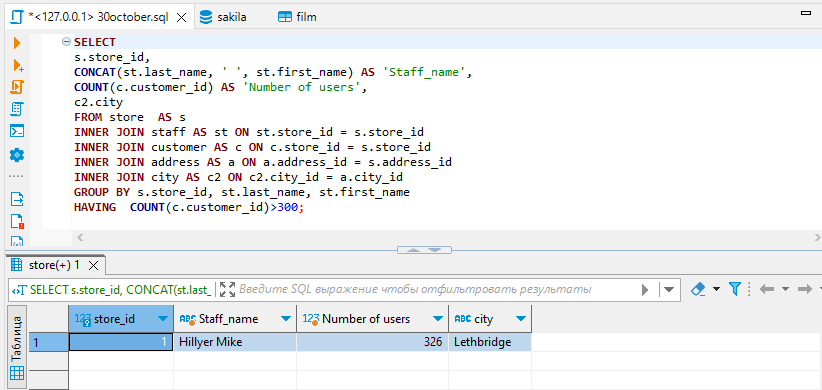 *<127.0.0.1> 30october.sql sakila film
SELECT
s.store_id,
CONCAT(st.last_name, ' ', st.first_name) AS 'Staff_name',
COUNT(c.customer_id) AS 'Number of users',
c2.city
FROM store  AS s
INNER JOIN staff AS st ON st.store_id = s.store_id
INNER JOIN customer AS c ON c.store_id = s.store_id
INNER JOIN address AS a ON a.address_id = s.address_id
INNER JOIN city AS c2 ON c2.city_id = a.city_id
GROUP BY s.store_id, st.last_name, st.first_name
HAVING  COUNT(c.customer_id)>300;
store(+) 1
SELECT s.store_id, CONCAT(st.last_ Введите SQL выражение чтобы отфильтровать результаты
Таблица
123 store_id ABC Staff_name 123 Number of users ABC city
1 1 Hillyer Mike 326 Lethbridge